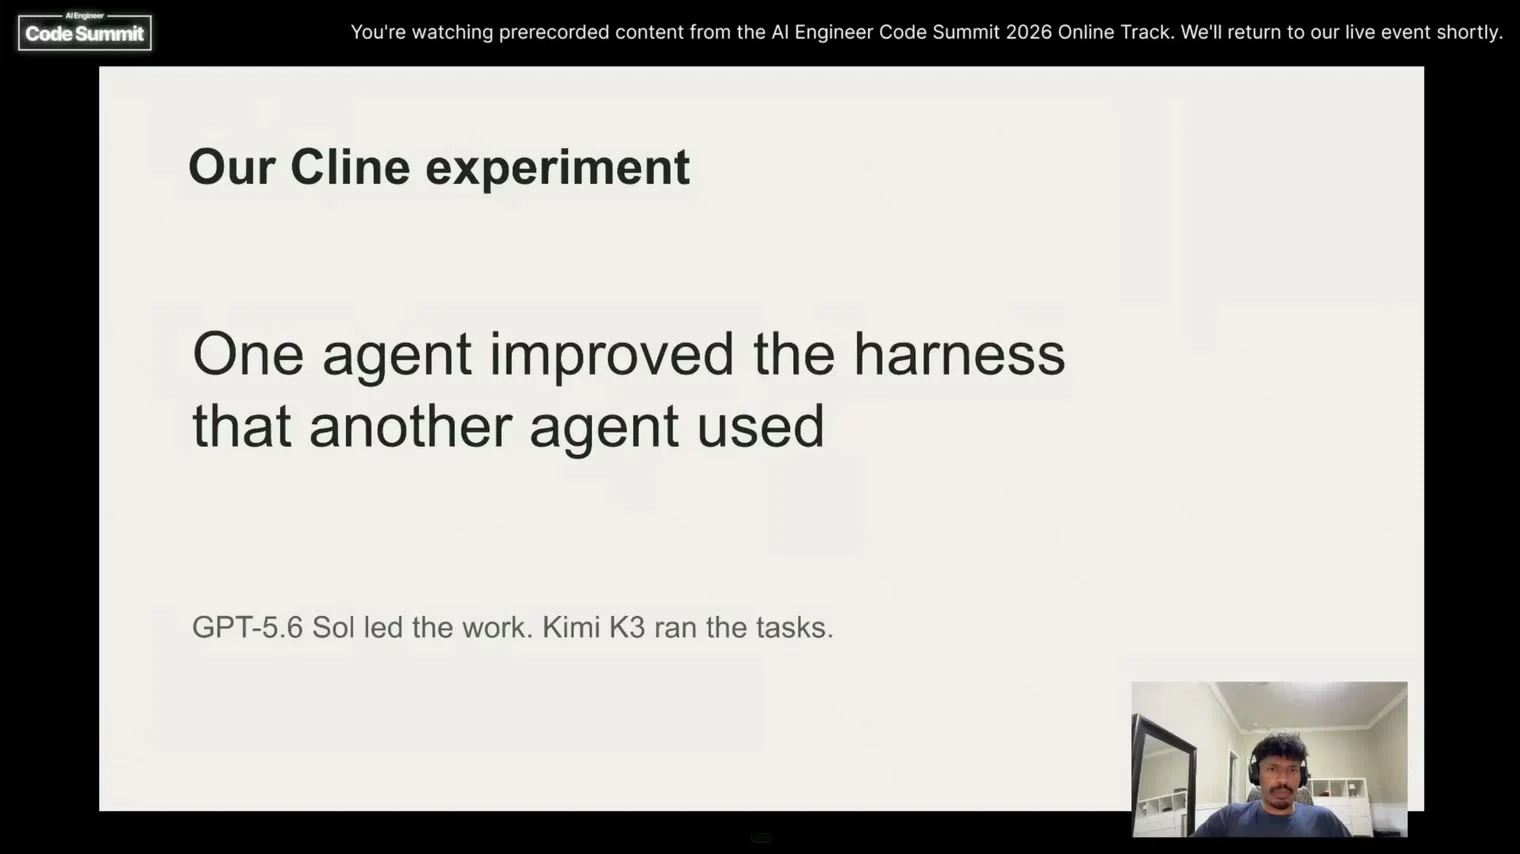 AI Engineer
Code Summit
You're watching prerecorded content from the AI Engineer Code Summit 2026 Online Track. We'll return to our live event shortly.
Our Cline experiment
One agent improved the harness
that another agent used
GPT-5.6 Sol led the work. Kimi K3 ran the tasks.